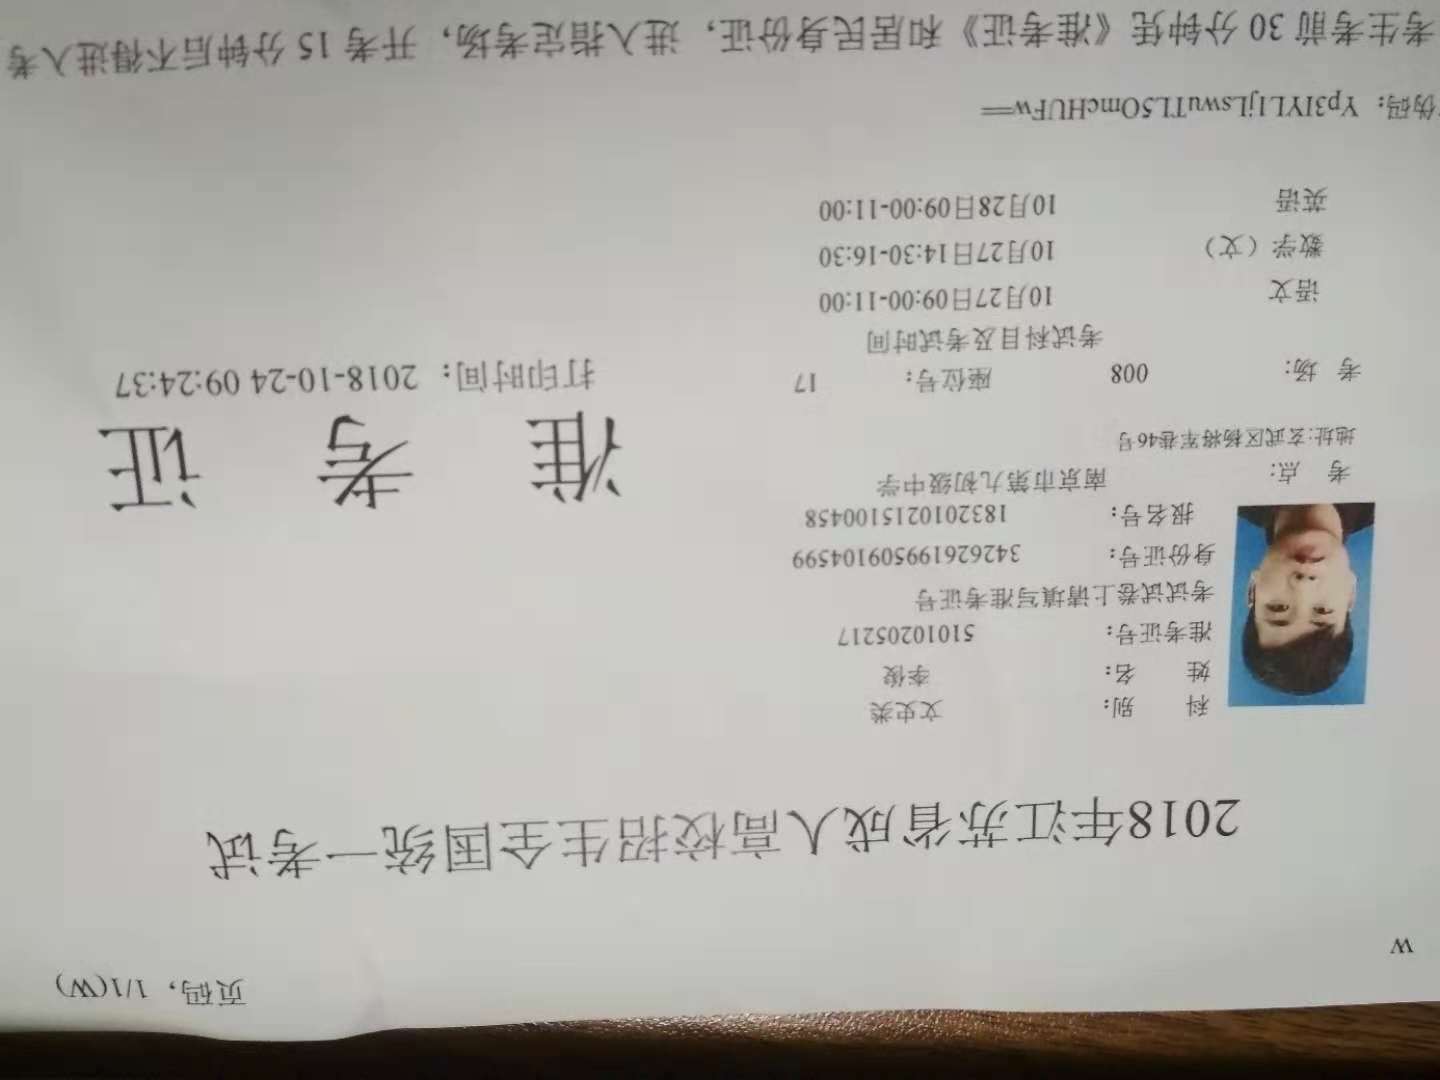 页码，1/1(W)
W
2018年江苏省成人高校招生全国统一考试
科 别： 文史类
姓 名： 李俊
准考证号： 5101020​5217
考试试卷上请填写准考证号
身份证号： 342626199509104599
报名号： 1832010215100458
考 点： 南京市第九初级中学
地址:玄武区杨将军巷46号
准 考 证
打印时间：2018-10-24 09:24:37
考 场： 008 座位号： 17
考试科目及考试时间
语文 10月27日09:00-11:00
数学（文） 10月27日14:30-16:30
英语 10月28日09:00-11:00
伪码：Yp3IYL1jLswuTL5OmcHUFw==
考生考前 30 分钟凭《准考证》和居民身份证，进入指定考场，开考 15 分钟后不得进入考